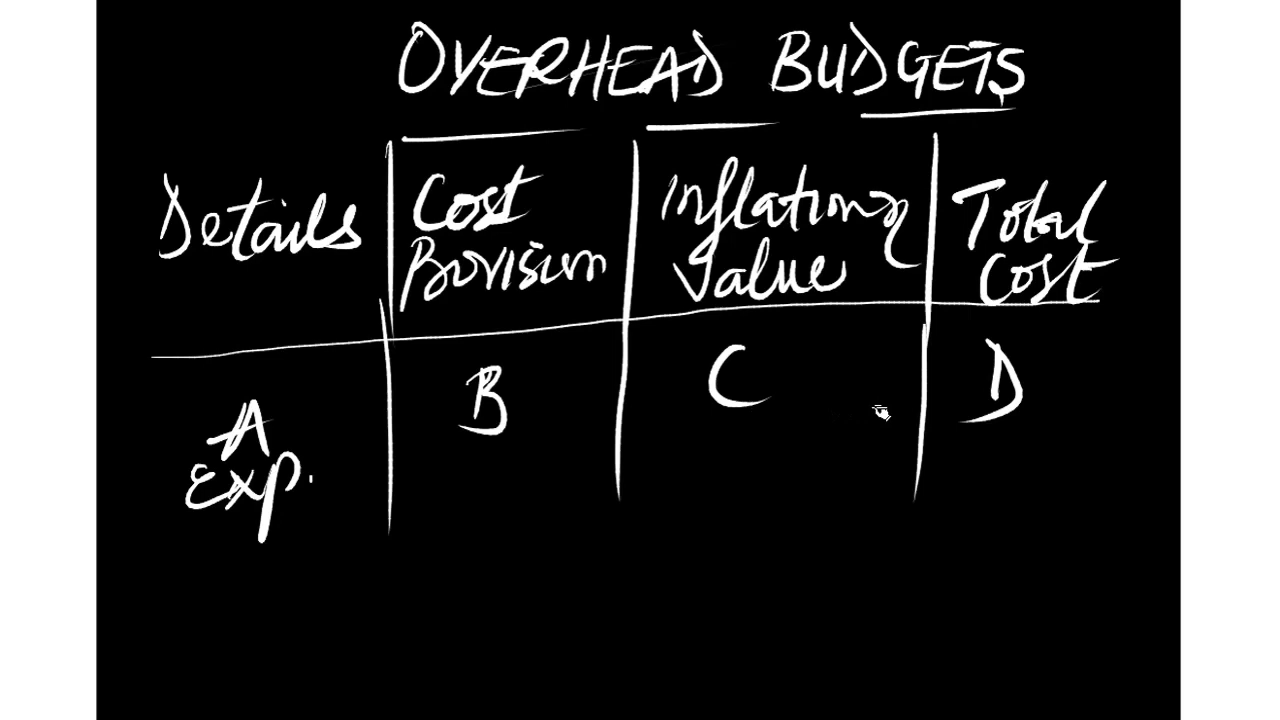 OVERHEAD BUDGETS
Details
Cost
Provision
Inflation
Value
Total
Cost
A
Exp.
B
C
D